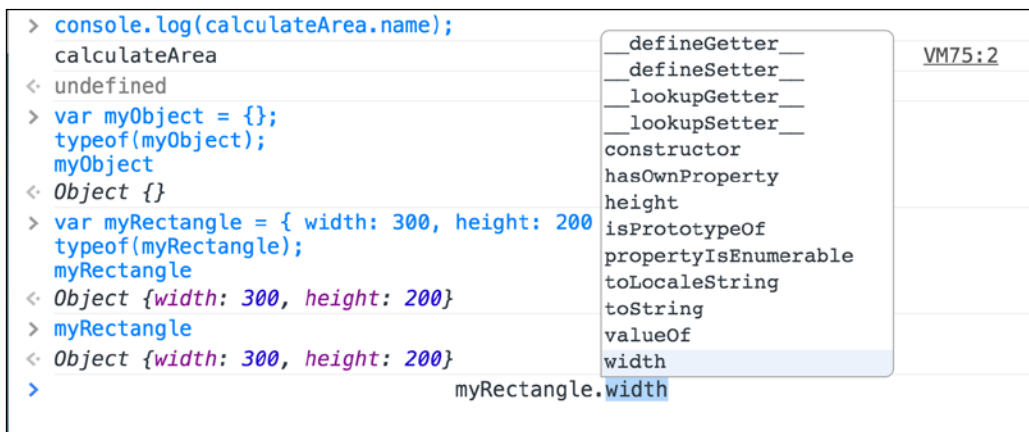 > console.log(calculateArea.name);
calculateArea VM75:2
<· undefined
> var myObject = {};
typeof(myObject);
myObject
<· Object {}
> var myRectangle = { width: 300, height: 200
typeof(myRectangle);
myRectangle
<· Object {width: 300, height: 200}
> myRectangle
<· Object {width: 300, height: 200}
> myRectangle.width
__defineGetter__
__defineSetter__
__lookupGetter__
__lookupSetter__
constructor
hasOwnProperty
height
isPrototypeOf
propertyIsEnumerable
toLocaleString
toString
valueOf
width